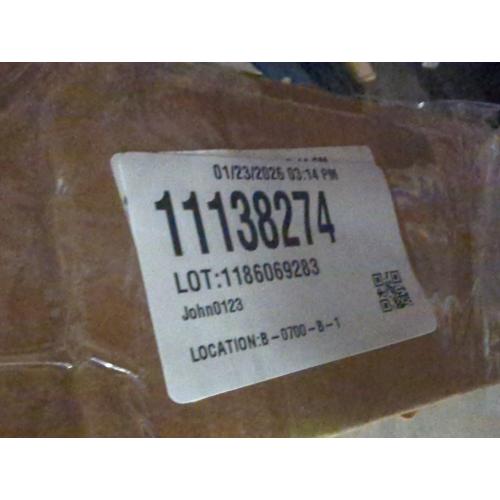 01/23/2026 03:14 PM
11138274
LOT:1186069283
John0123
LOCATION:B-0700-B-1